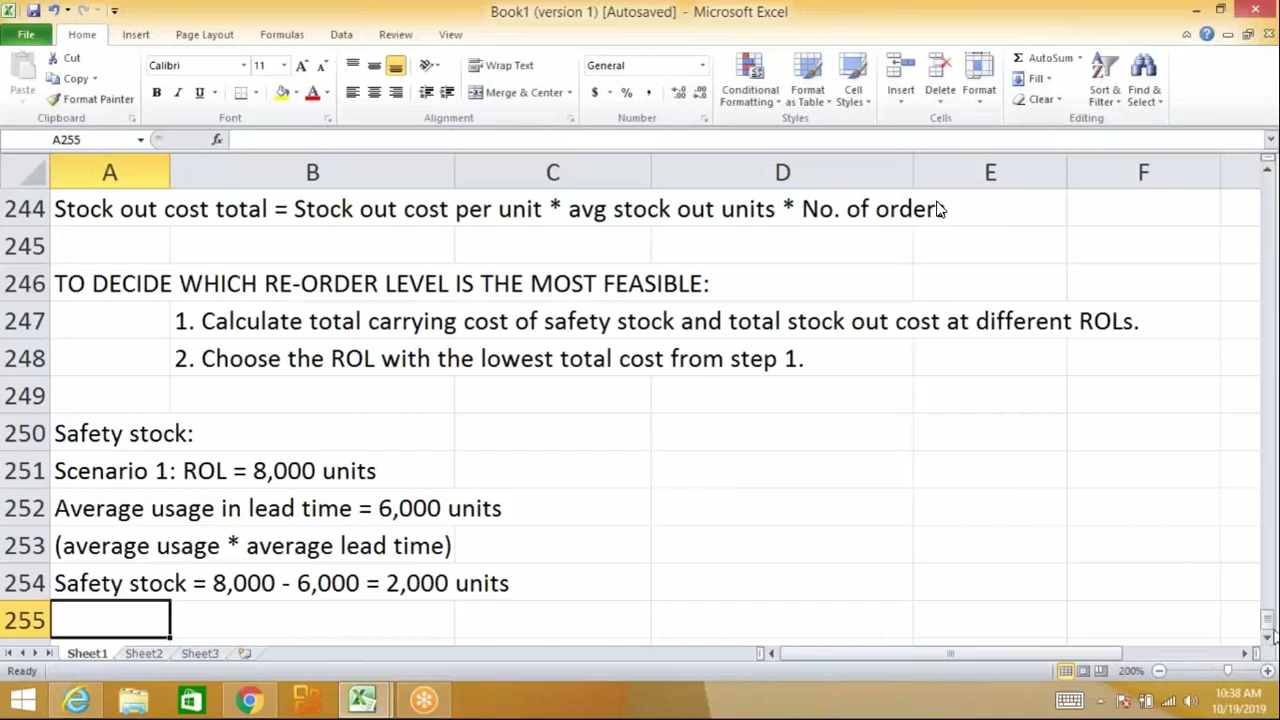 Book1 (version 1) [Autosaved] - Microsoft Excel
File Home Insert Page Layout Formulas Data Review View
Cut
Copy
Format Painter
Paste
Clipboard
Calibri 11
B I U
Font
Wrap Text
Merge & Center
Alignment
General
$ % ,
Number
Conditional Formatting
Format as Table
Cell Styles
Styles
Insert Delete Format
Cells
AutoSum
Fill
Clear
Sort & Filter
Find & Select
Editing
A255 fx
A B C D E F
244 Stock out cost total = Stock out cost per unit * avg stock out units * No. of order
245
246 TO DECIDE WHICH RE-ORDER LEVEL IS THE MOST FEASIBLE:
247 1. Calculate total carrying cost of safety stock and total stock out cost at different ROLs.
248 2. Choose the ROL with the lowest total cost from step 1.
249
250 Safety stock:
251 Scenario 1: ROL = 8,000 units
252 Average usage in lead time = 6,000 units
253 (average usage * average lead time)
254 Safety stock = 8,000 - 6,000 = 2,000 units
255
Sheet1 Sheet2 Sheet3
Ready 200%
10:38 AM
10/19/2019